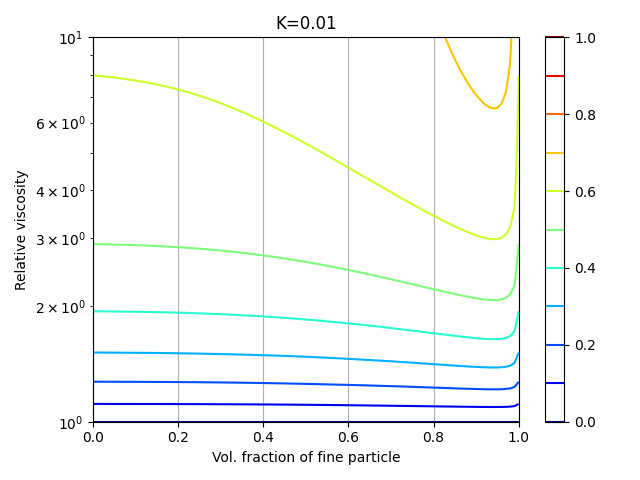 K=0.01
10¹
6 × 10⁰
4 × 10⁰
3 × 10⁰
2 × 10⁰
10⁰
Relative viscosity
0.0 0.2 0.4 0.6 0.8 1.0
Vol. fraction of fine particle
1.0
0.8
0.6
0.4
0.2
0.0